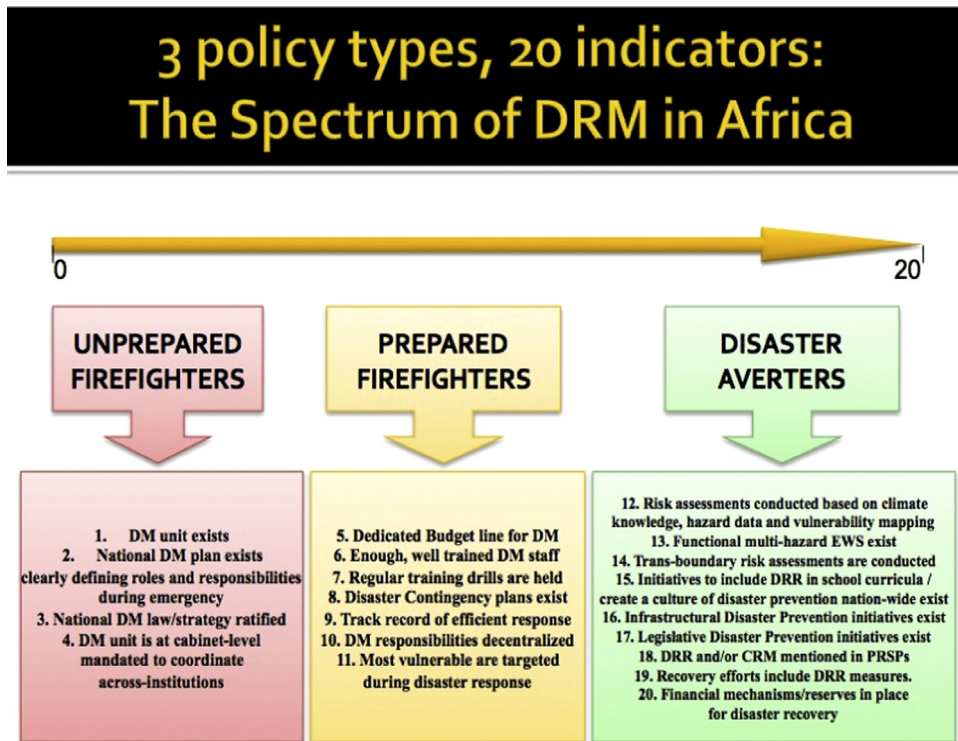 3 policy types, 20 indicators:
The Spectrum of DRM in Africa
0
20
UNPREPARED
FIREFIGHTERS
PREPARED
FIREFIGHTERS
DISASTER
AVERTERS
1. DM unit exists
2. National DM plan exists
clearly defining roles and responsibilities
during emergency
3. National DM law/strategy ratified
4. DM unit is at cabinet-level
mandated to coordinate
across-institutions
5. Dedicated Budget line for DM
6. Enough, well trained DM staff
7. Regular training drills are held
8. Disaster Contingency plans exist
9. Track record of efficient response
10. DM responsibilities decentralized
11. Most vulnerable are targeted
during disaster response
12. Risk assessments conducted based on climate
knowledge, hazard data and vulnerability mapping
13. Functional multi-hazard EWS exist
14. Trans-boundary risk assessments are conducted
15. Initiatives to include DRR in school curricula /
create a culture of disaster prevention nation-wide exist
16. Infrastructural Disaster Prevention initiatives exist
17. Legislative Disaster Prevention initiatives exist
18. DRR and/or CRM mentioned in PRSPs
19. Recovery efforts include DRR measures.
20. Financial mechanisms/reserves in place
for disaster recovery